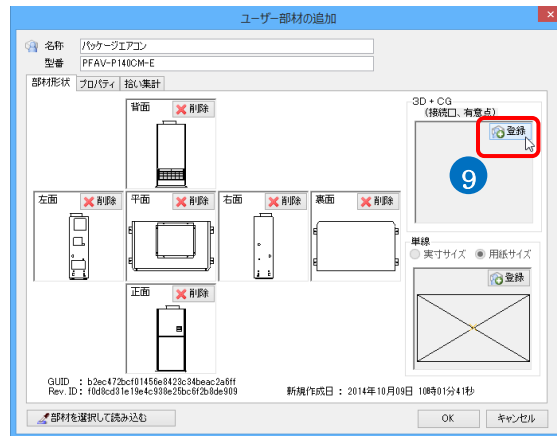 ユーザー部材の追加
×
名称 パッケージエアコン
型番 PFAV-P140CM-E
部材形状 プロパティ 拾い集計
背面 削除
3D+CG
(接続口、有意点)
登録
9
左面 削除 平面 削除 右面 削除 裏面 削除
単線
実寸サイズ 用紙サイズ
登録
正面 削除
GUID : b2ec472bcf01456e8423c34beac2a6ff
Rev.ID: f0d8cd31e19e4c938e25bc6f2b8de909
新規作成日 : 2014年10月09日 10時01分41秒
部材を選択して読み込む OK キャンセル